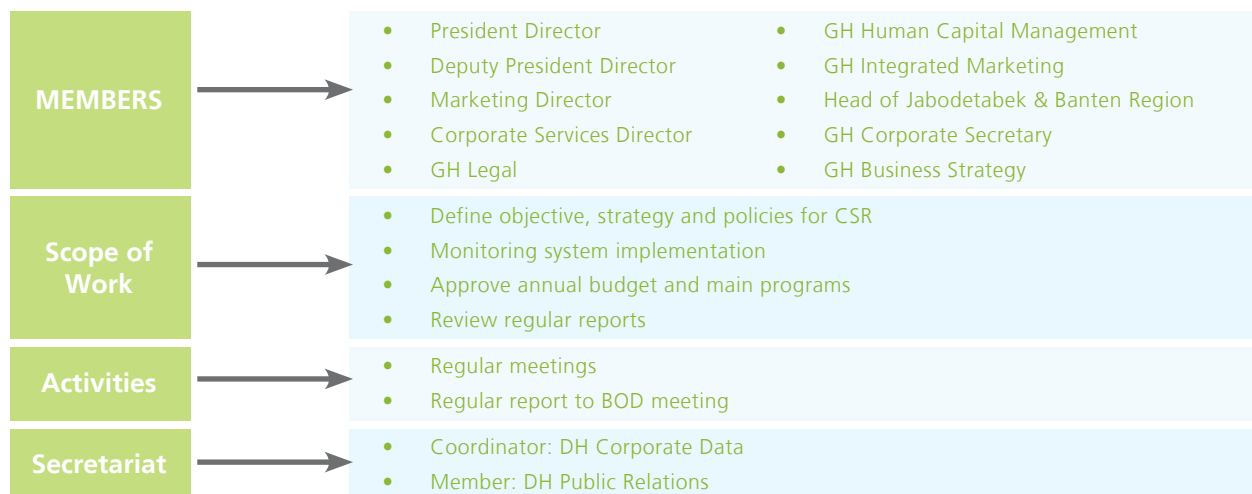 MEMBERS
• President Director
• Deputy President Director
• Marketing Director
• Corporate Services Director
• GH Legal
• GH Human Capital Management
• GH Integrated Marketing
• Head of Jabodetabek & Banten Region
• GH Corporate Secretary
• GH Business Strategy
Scope of
Work
• Define objective, strategy and policies for CSR
• Monitoring system implementation
• Approve annual budget and main programs
• Review regular reports
Activities
• Regular meetings
• Regular report to BOD meeting
Secretariat
• Coordinator: DH Corporate Data
• Member: DH Public Relations